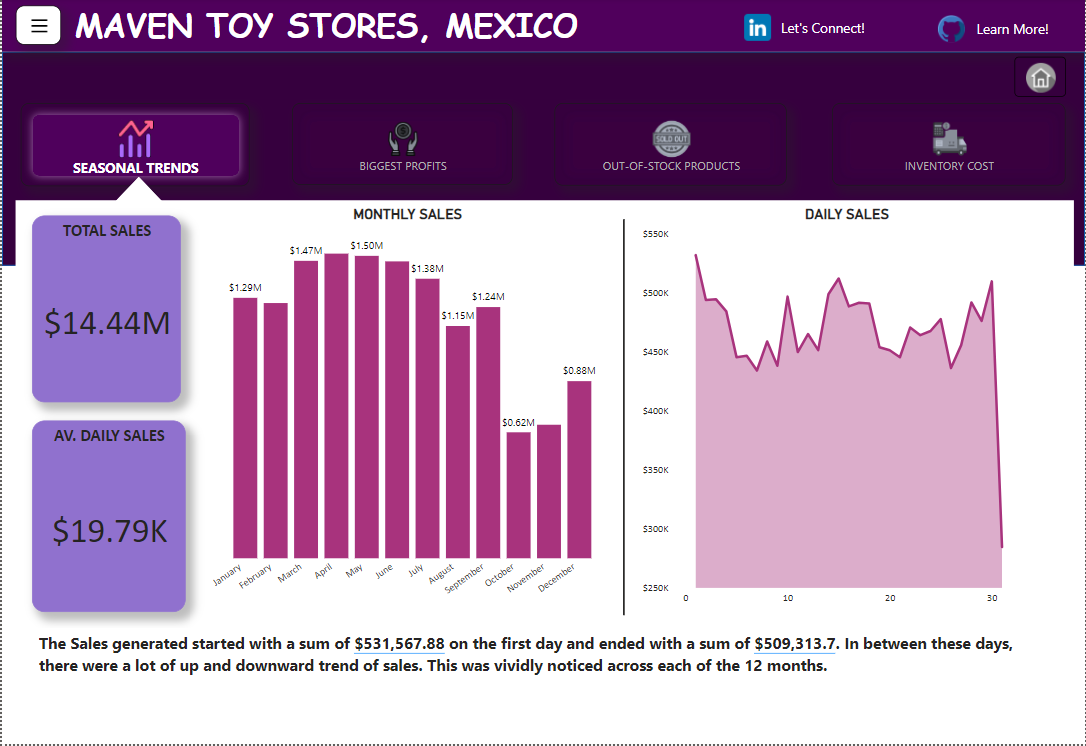 MAVEN TOY STORES, MEXICO
in Let's Connect!
Learn More!
SEASONAL TRENDS
BIGGEST PROFITS
SOLD OUT
OUT-OF-STOCK PRODUCTS
INVENTORY COST
TOTAL SALES
$14.44M
AV. DAILY SALES
$19.79K
MONTHLY SALES
$1.29M
$1.47M
$1.50M
$1.38M
$1.15M
$1.24M
$0.62M
$0.88M
January
February
March
April
May
June
July
August
September
October
November
December
DAILY SALES
$550K
$500K
$450K
$400K
$350K
$300K
$250K
0
10
20
30
The Sales generated started with a sum of $531,567.88 on the first day and ended with a sum of $509,313.7. In between these days,
there were a lot of up and downward trend of sales. This was vividly noticed across each of the 12 months.